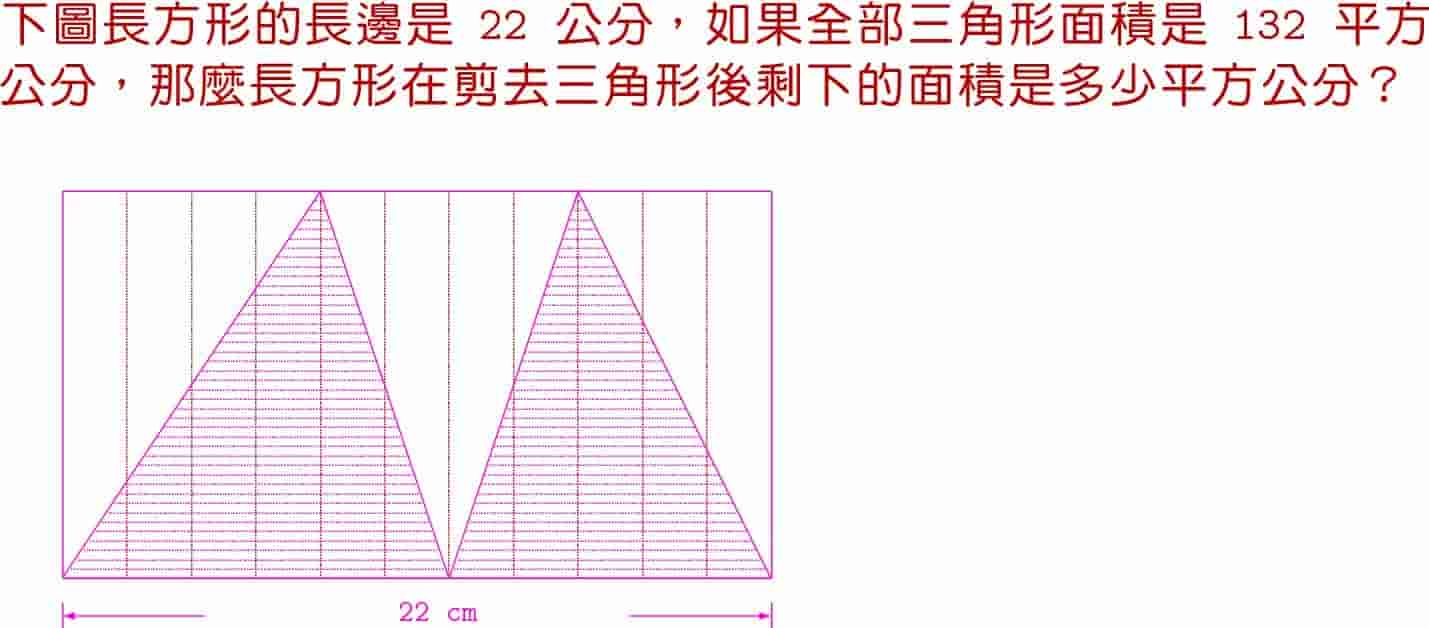 下圖長方形的長邊是 22 公分，如果全部三角形面積是 132 平方
公分，那麼長方形在剪去三角形後剩下的面積是多少平方公分？
22 cm